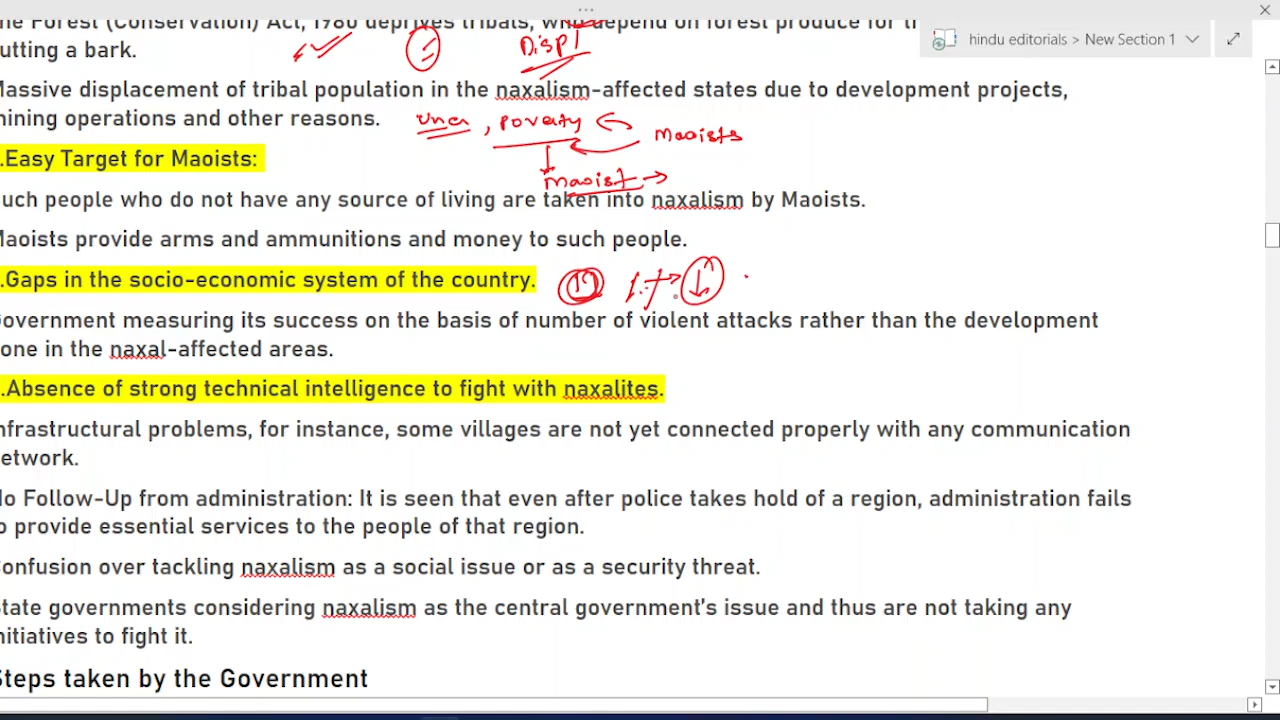 he Forest (Conservation) Act, 1980 deprives tribals, who depend on forest produce for
utting a bark.
hindu editorials > New Section 1
Displ
Massive displacement of tribal population in the naxalism-affected states due to development projects,
mining operations and other reasons.
, poverty
Maoists
.Easy Target for Maoists:
Maoist
uch people who do not have any source of living are taken into naxalism by Maoists.
Maoists provide arms and ammunitions and money to such people.
.Gaps in the socio-economic system of the country.
Government measuring its success on the basis of number of violent attacks rather than the development
one in the naxal-affected areas.
.Absence of strong technical intelligence to fight with naxalites.
nfrastructural problems, for instance, some villages are not yet connected properly with any communication
etwork.
No Follow-Up from administration: It is seen that even after police takes hold of a region, administration fails
o provide essential services to the people of that region.
Confusion over tackling naxalism as a social issue or as a security threat.
State governments considering naxalism as the central government's issue and thus are not taking any
nitiatives to fight it.
Steps taken by the Government